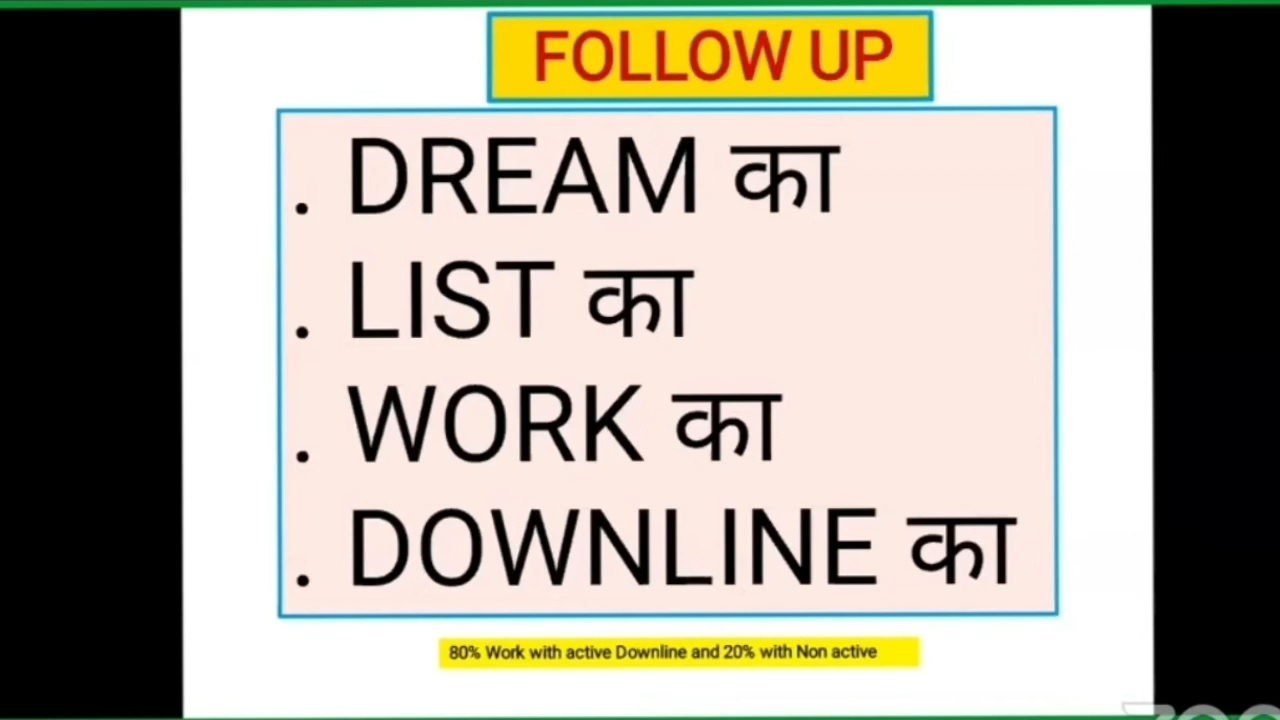 FOLLOW UP
. DREAM का
. LIST का
. WORK का
. DOWNLINE का
80% Work with active Downline and 20% with Non active